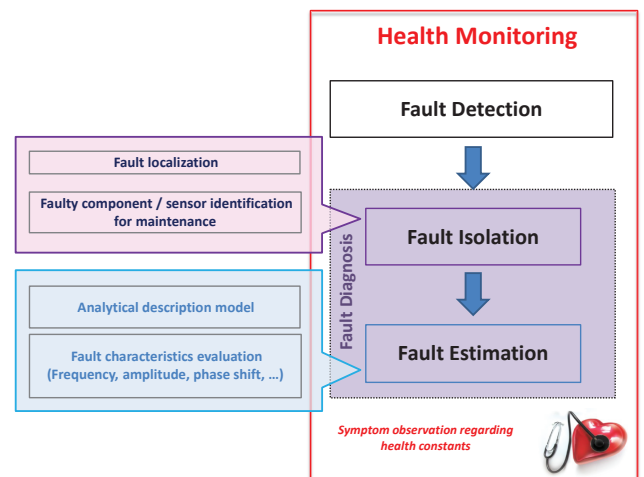 Health Monitoring
Fault Detection
Fault localization
Faulty component / sensor identification
for maintenance
Fault Diagnosis
Fault Isolation
Analytical description model
Fault characteristics evaluation
(Frequency, amplitude, phase shift, ...)
Fault Estimation
Symptom observation regarding
health constants